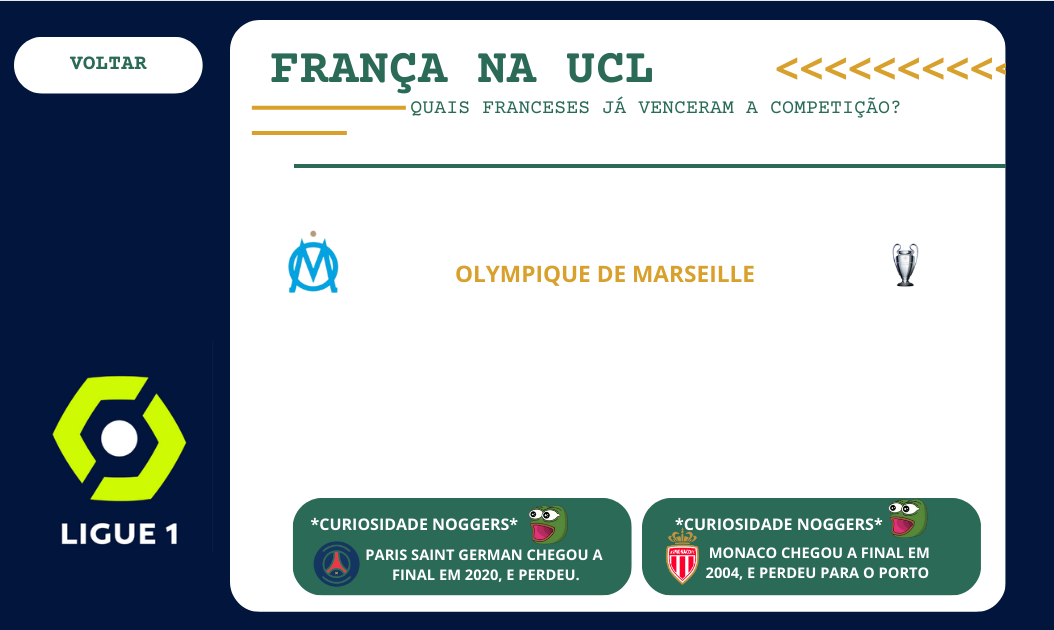 VOLTAR
FRANÇA NA UCL
<<<<<<<<<<
QUAIS FRANCESES JÁ VENCERAM A COMPETIÇÃO?
OLYMPIQUE DE MARSEILLE
LIGUE 1
*CURIOSIDADE NOGGERS*
PARIS SAINT GERMAN CHEGOU A
FINAL EM 2020, E PERDEU.
*CURIOSIDADE NOGGERS*
MONACO CHEGOU A FINAL EM
2004, E PERDEU PARA O PORTO